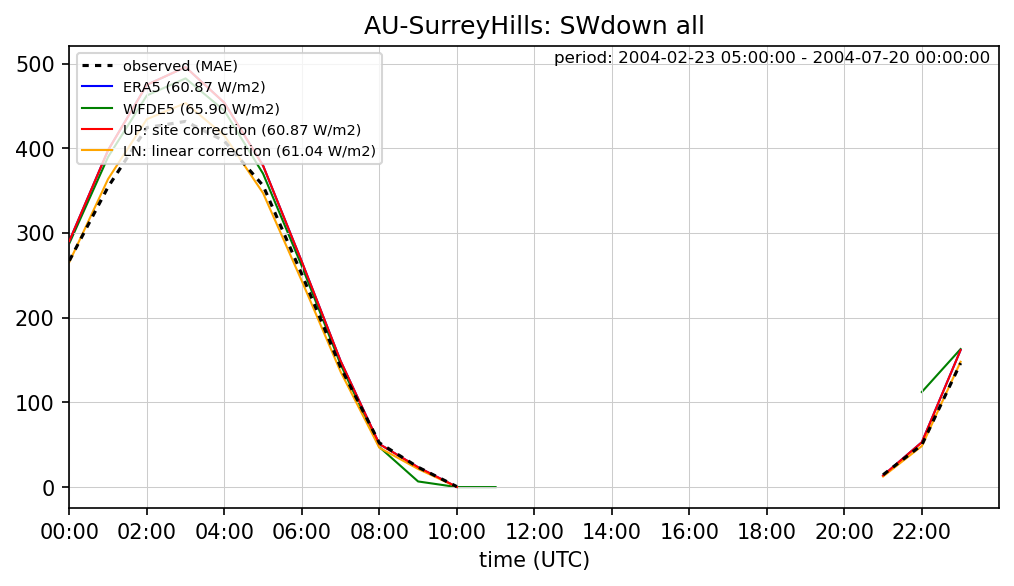 AU-SurreyHills: SWdown all
period: 2004-02-23 05:00:00 - 2004-07-20 00:00:00
observed (MAE)
ERA5 (60.87 W/m2)
WFDE5 (65.90 W/m2)
UP: site correction (60.87 W/m2)
LN: linear correction (61.04 W/m2)
500
400
300
200
100
0
00:00 02:00 04:00 06:00 08:00 10:00 12:00 14:00 16:00 18:00 20:00 22:00
time (UTC)